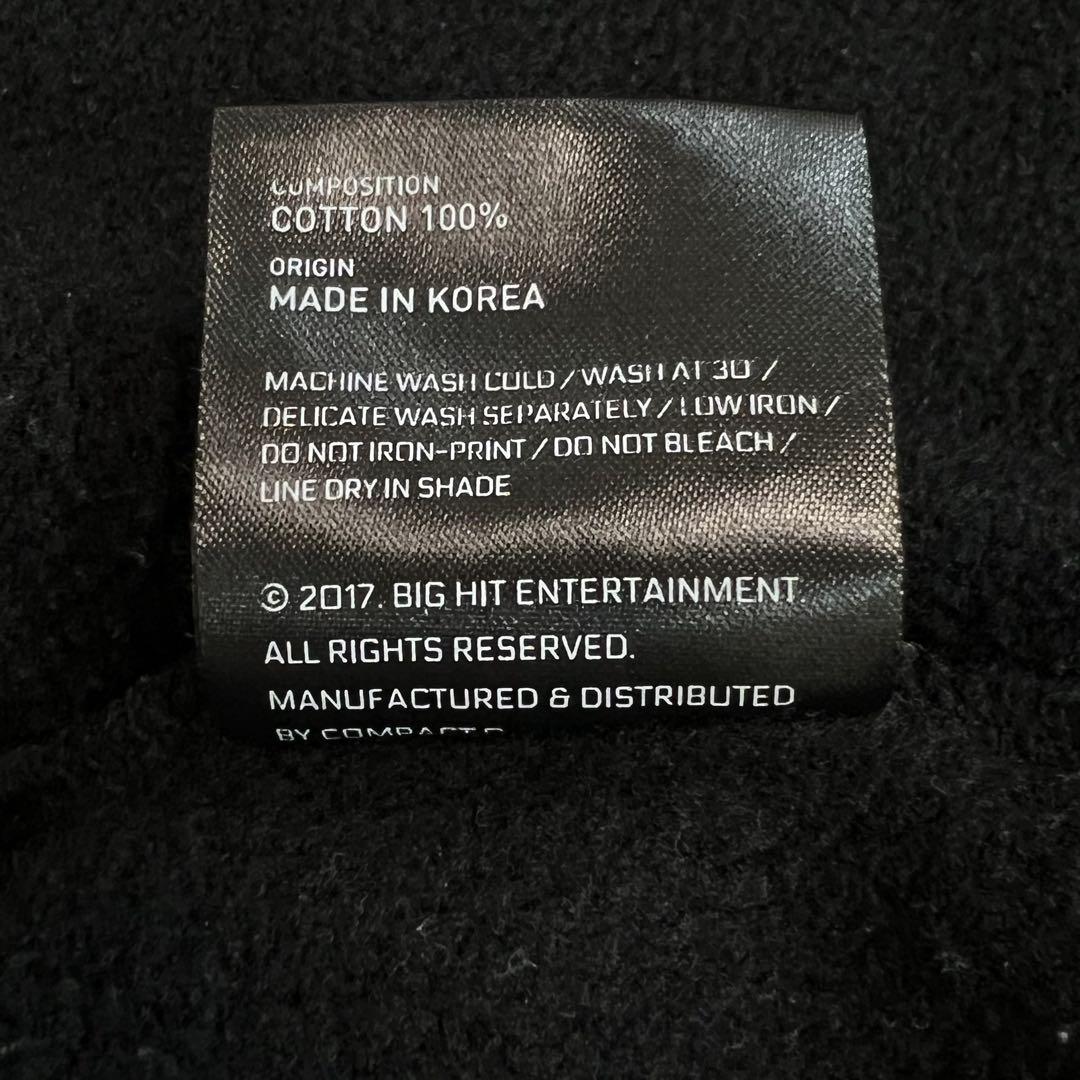 COMPOSITION
COTTON 100%
ORIGIN
MADE IN KOREA
MACHINE WASH COLD / WASH AT 30° /
DELICATE WASH SEPARATELY / LOW IRON /
DO NOT IRON-PRINT / DO NOT BLEACH /
LINE DRY IN SHADE
© 2017. BIG HIT ENTERTAINMENT.
ALL RIGHTS RESERVED.
MANUFACTURED & DISTRIBUTED
BY COMPACT